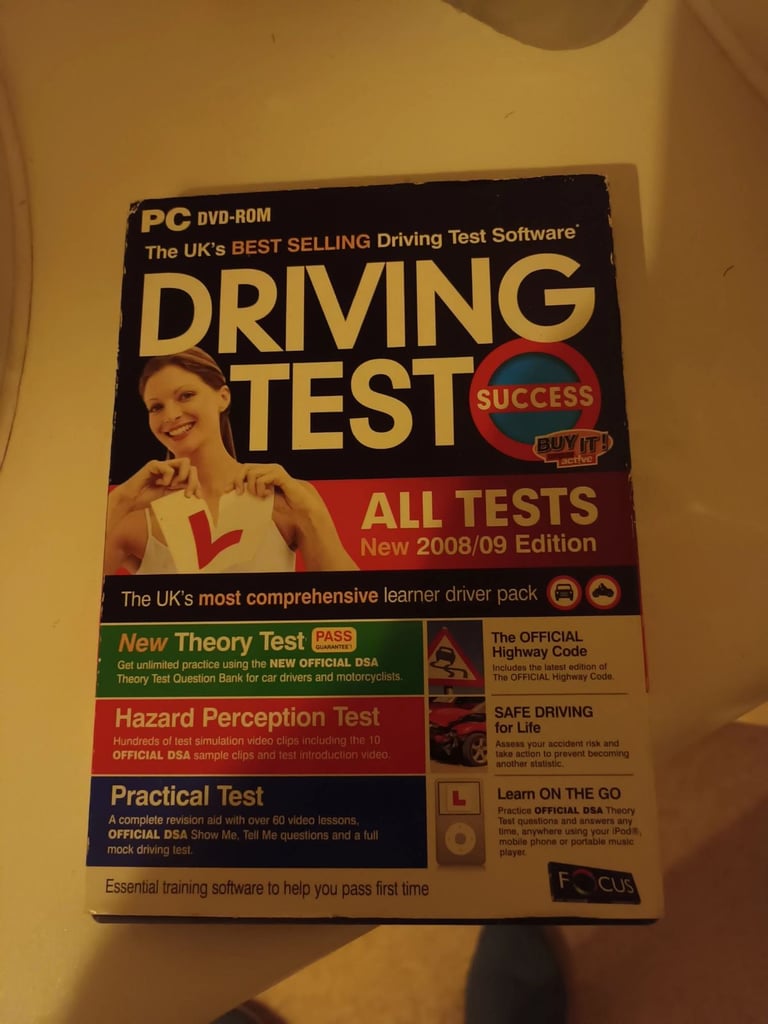 PC DVD-ROM
The UK's BEST SELLING Driving Test Software*
DRIVING
TEST
SUCCESS
BUY IT!
active
L
ALL TESTS
New 2008/09 Edition
The UK's most comprehensive learner driver pack
New Theory Test PASS
GUARANTEE†
Get unlimited practice using the NEW OFFICIAL DSA
Theory Test Question Bank for car drivers and motorcyclists.
The OFFICIAL
Highway Code
Includes the latest edition of
The OFFICIAL Highway Code.
Hazard Perception Test
Hundreds of test simulation video clips including the 10
OFFICIAL DSA sample clips and test introduction video.
SAFE DRIVING
for Life
Assess your accident risk and
take action to prevent becoming
another statistic.
Practical Test
A complete revision aid with over 60 video lessons,
OFFICIAL DSA Show Me, Tell Me questions and a full
mock driving test.
L
Learn ON THE GO
Practice OFFICIAL DSA Theory
Test questions and answers any
time, anywhere using your iPod®,
mobile phone or portable music
player.
Essential training software to help you pass first time
FOCUS